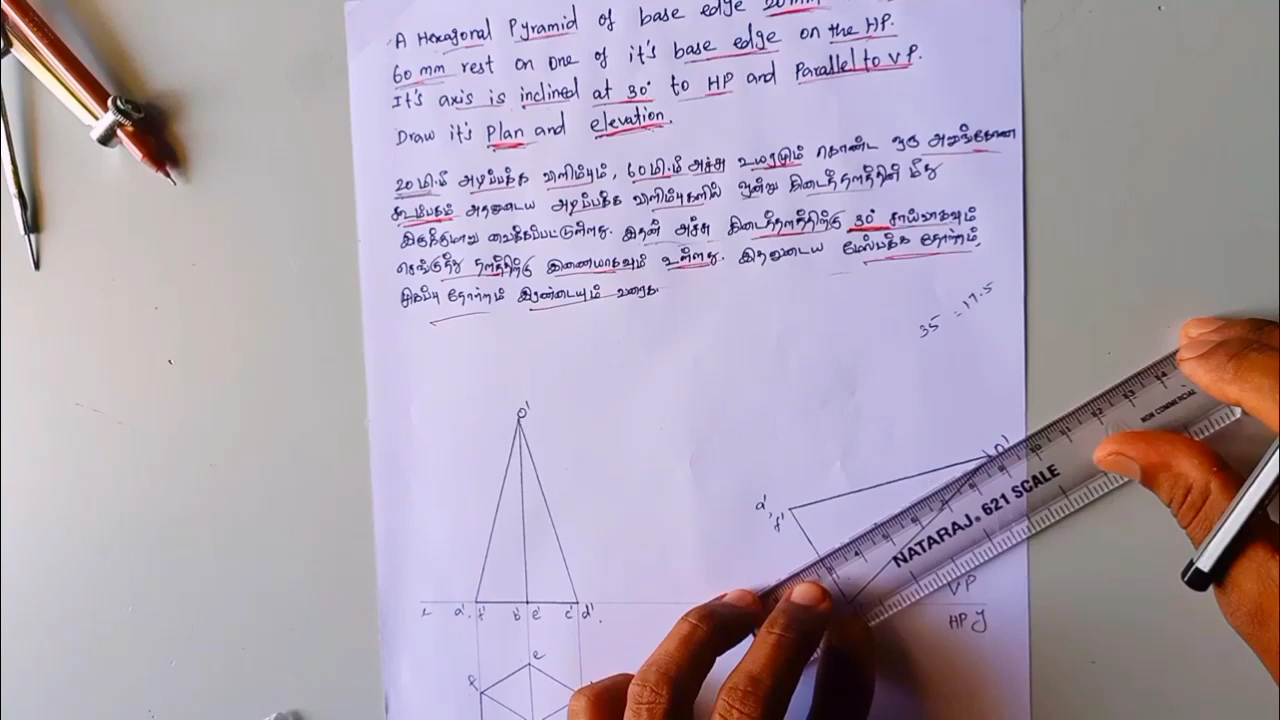 A Hexagonal Pyramid of base edge 20mm
60 mm rest on one of it's base edge on the HP.
It's axis is inclined at 30° to HP and Parallel to VP.
Draw it's Plan and elevation.
20 மி.மீ அடிப்பக்க விளிம்பும், 60 மி.மீ அச்சு உயரமும் கொண்ட ஒரு அறுங்கோண
கூம்பகம் அதனுடைய அடிப்பக்க விளிம்புகளில் ஒன்று கிடைத்தளத்தின் மீது
இருக்குமாறு வைக்கப்பட்டுள்ளது. இதன் அச்சு கிடைத்தளத்திற்கு 30° சாய்வாகவும்
செங்குத்து தளத்திற்கு இணையாகவும் உள்ளது. இதனுடைய மேல்பக்க தோற்றம்,
முகப்பு தோற்றம் இரண்டையும் வரைக.
35 = 17.5
o'
o'
a'
, f'
NATARAJ. 621 SCALE
NON COMMERCIAL
VP
x a'. f' b' e' c' d'.
HP y
e
f